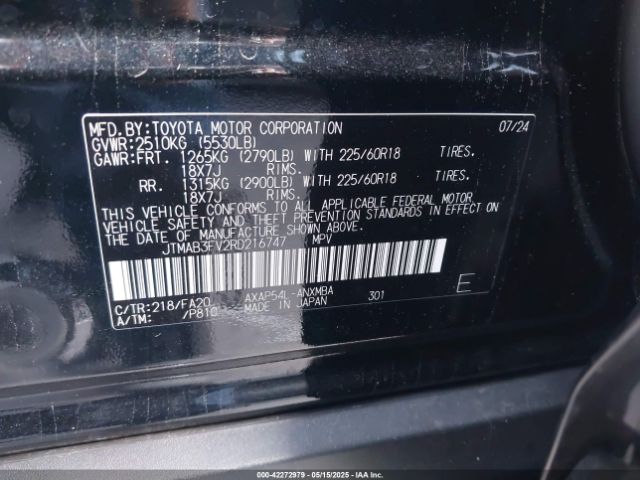 MFD.BY:TOYOTA MOTOR CORPORATION 07/24
GVWR:2510KG (5530LB)
GAWR:FRT. 1265KG (2790LB) WITH 225/60R18 TIRES.
18X7J RIMS.
RR. 1315KG (2900LB) WITH 225/60R18 TIRES.
18X7J RIMS.
THIS VEHICLE CONFORMS TO ALL APPLICABLE FEDERAL MOTOR
VEHICLE SAFETY AND THEFT PREVENTION STANDARDS IN EFFECT ON
THE DATE OF MANUFACTURE SHOWN ABOVE.
JTMAB3FV2RD216747 MPV
C/TR:218/FA20 AXAP54L-ANXMBA 301 E
A/TM: /P810 MADE IN JAPAN
000-42272979 - 05/15/2025 - IAAI.COM